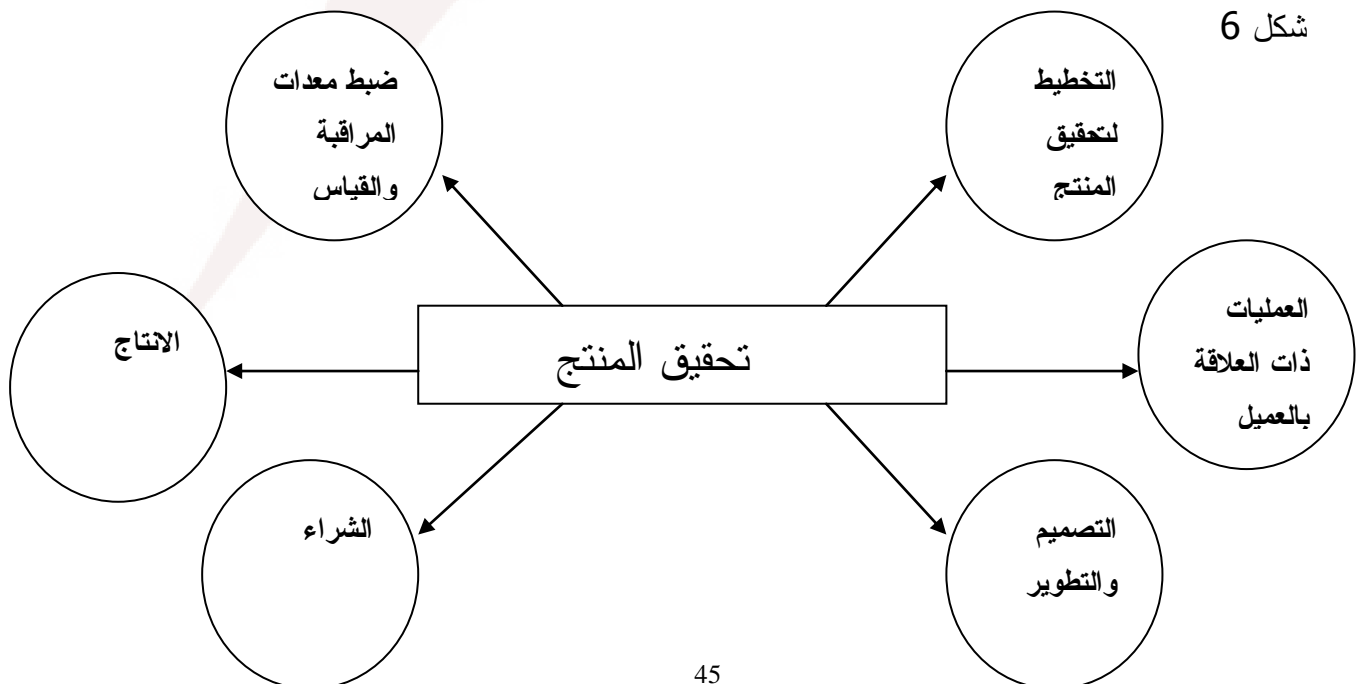 شكل 6
التخطيط
لتحقيق
المنتج
ضبط معدات
المراقبة
والقياس
العمليات
ذات العلاقة
بالعميل
تحقيق المنتج
الانتاج
التصميم
والتطوير
الشراء
45